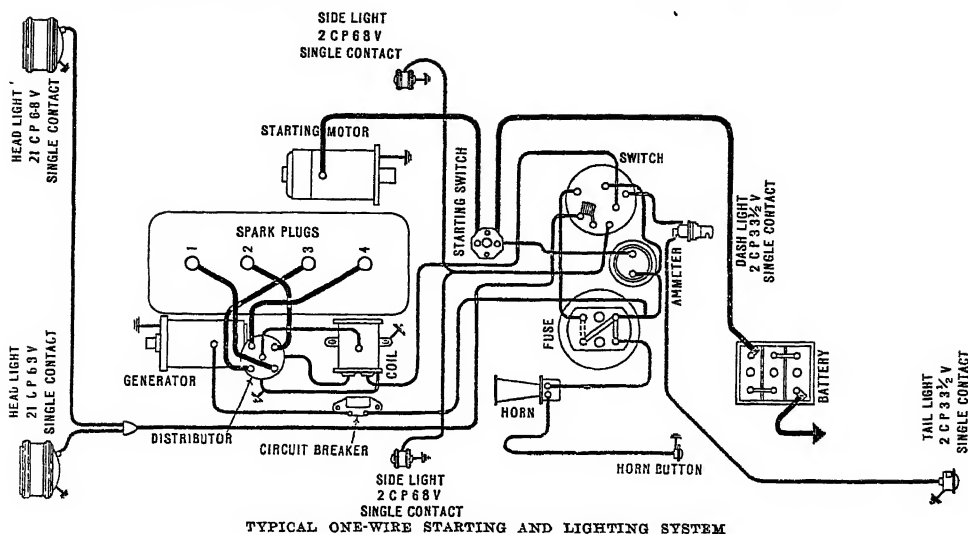 SIDE LIGHT
2 C P 6 8 V
SINGLE CONTACT
HEAD LIGHT
21 C P 6-8 V
SINGLE CONTACT
STARTING MOTOR
SWITCH
STARTING SWITCH
DASH LIGHT
2 C P 3 3½ V
SINGLE CONTACT
SPARK PLUGS
1
2
3
4
AMMETER
FUSE
COIL
GENERATOR
HEAD LIGHT
21 C P 6 3 V
SINGLE CONTACT
BATTERY
HORN
DISTRIBUTOR
CIRCUIT BREAKER
HORN BUTTON
TAIL LIGHT
2 C P 3 3½ V
SINGLE CONTACT
SIDE LIGHT
2 C P 6 8 V
SINGLE CONTACT
TYPICAL ONE-WIRE STARTING AND LIGHTING SYSTEM